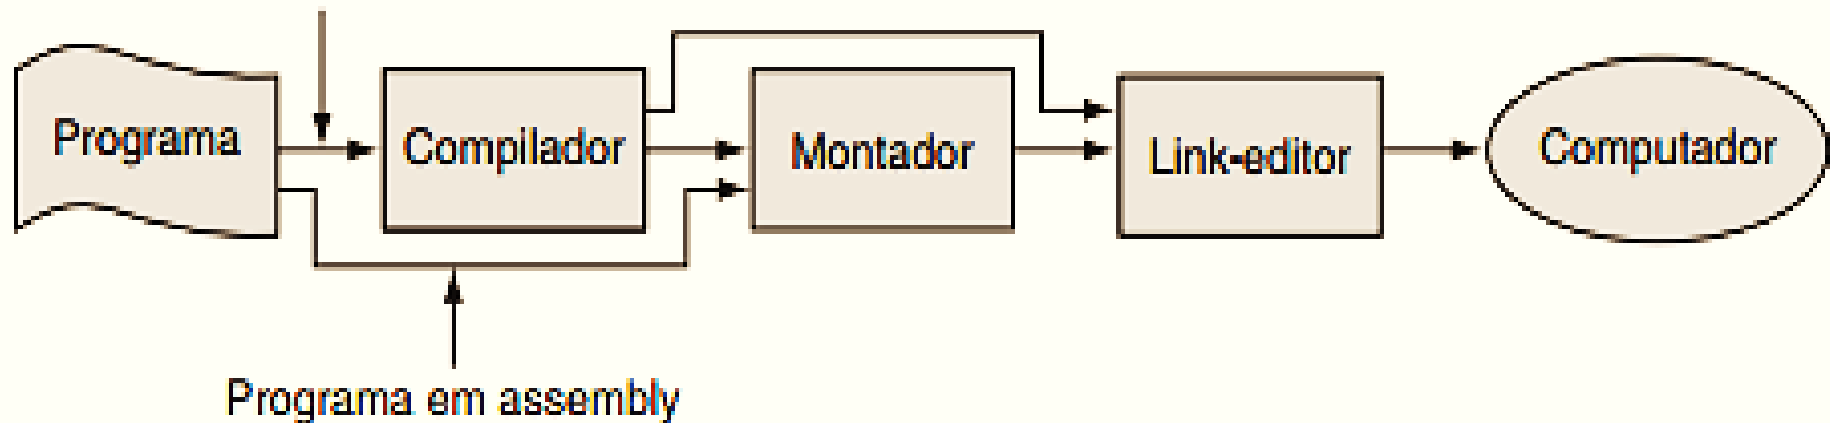 Programa
Compilador
Montador
Link-editor
Computador
Programa em assembly